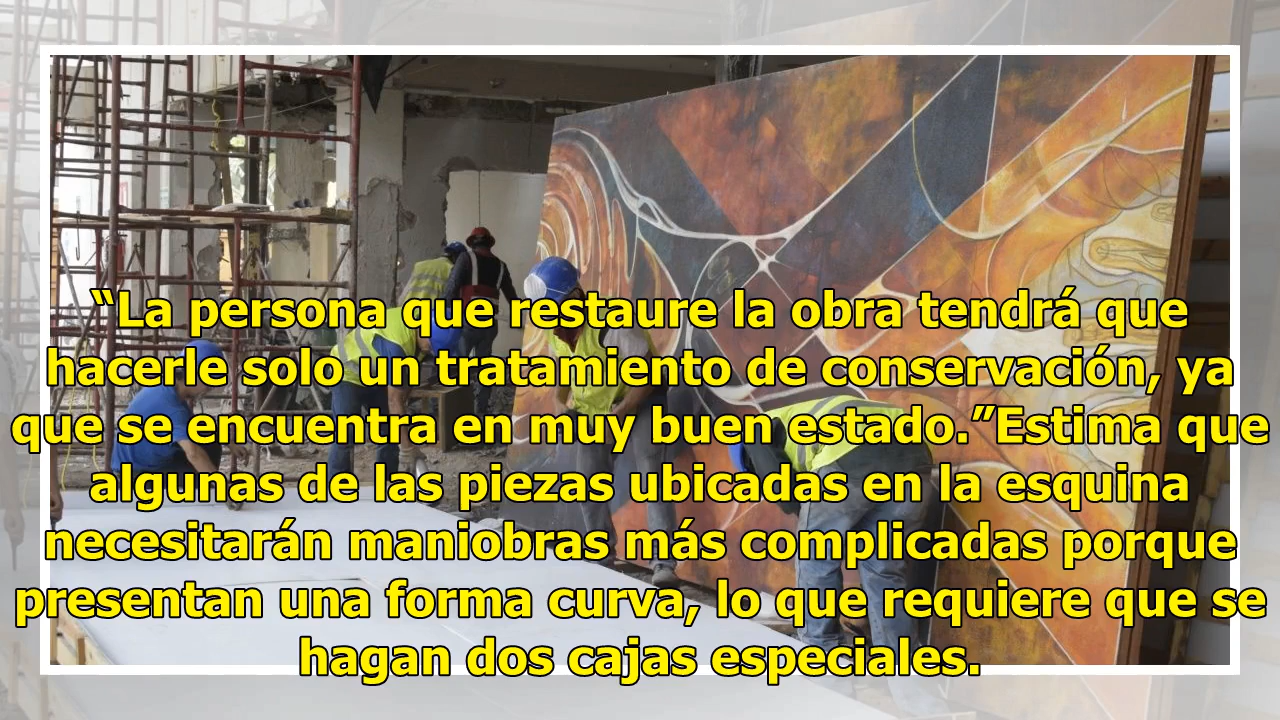 “La persona que restaure la obra tendrá que
hacerle solo un tratamiento de conservación, ya
que se encuentra en muy buen estado.”Estima que
algunas de las piezas ubicadas en la esquina
necesitarán maniobras más complicadas porque
presentan una forma curva, lo que requiere que se
hagan dos cajas especiales.